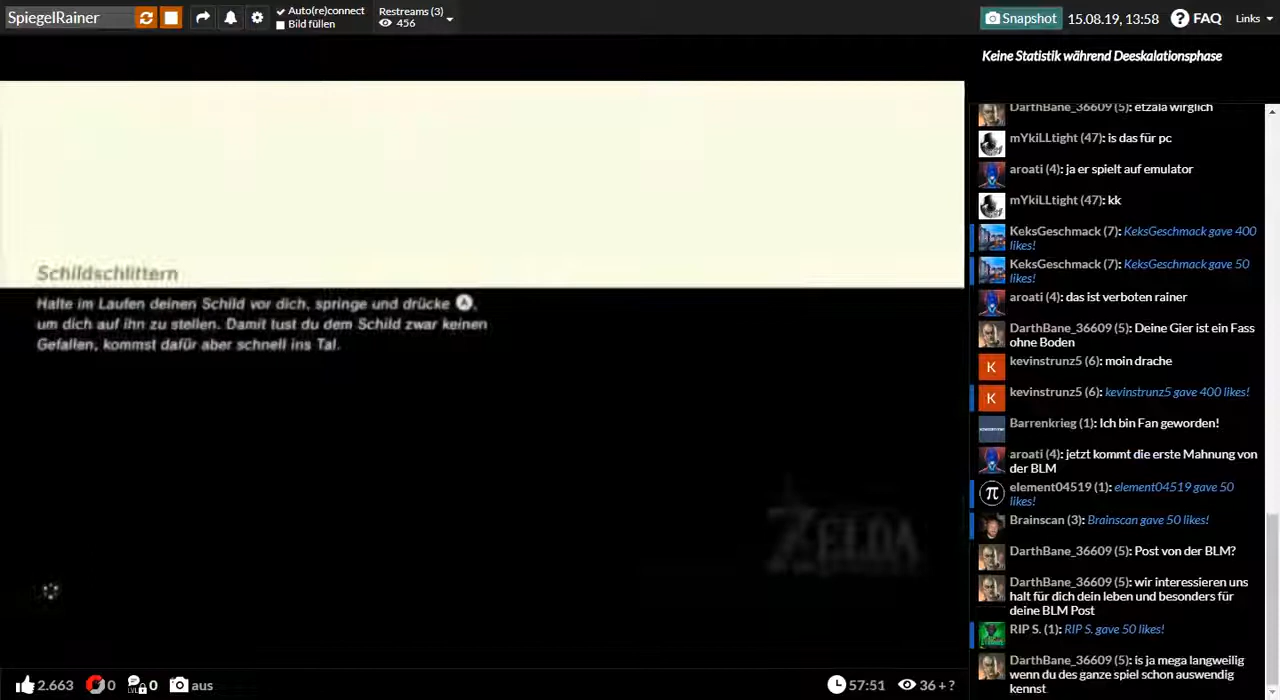 SpiegelRainer
Auto(re)connect
Bild füllen
Restreams (3)
456
Snapshot
15.08.19, 13:58
? FAQ
Links
Keine Statistik während Deeskalationsphase
Schildschlittern
Halte im Laufen deinen Schild vor dich, springe und drücke A,
um dich auf ihn zu stellen. Damit tust du dem Schild zwar keinen
Gefallen, kommst dafür aber schnell ins Tal.
ZELDA
DarthBane_36609 (5): etzala wirglich
mYkiLLtight (47): is das für pc
aroati (4): ja er spielt auf emulator
mYkiLLtight (47): kk
KeksGeschmack (7): KeksGeschmack gave 400
likes!
KeksGeschmack (7): KeksGeschmack gave 50
likes!
aroati (4): das ist verboten rainer
DarthBane_36609 (5): Deine Gier ist ein Fass
ohne Boden
K
kevinstrunz5 (6): moin drache
K
kevinstrunz5 (6): kevinstrunz5 gave 400 likes!
Barrenkrieg (1): Ich bin Fan geworden!
aroati (4): jetzt kommt die erste Mahnung von
der BLM
π
element04519 (1): element04519 gave 50
likes!
Brainscan (3): Brainscan gave 50 likes!
DarthBane_36609 (5): Post von der BLM?
DarthBane_36609 (5): wir interessieren uns
halt für dich dein leben und besonders für
deine BLM Post
RIP S. (1): RIP S. gave 50 likes!
DarthBane_36609 (5): is ja mega langweilig
wenn du des ganze spiel schon auswendig
kennst
2.663
0
LVL
0
aus
57:51
36 + ?